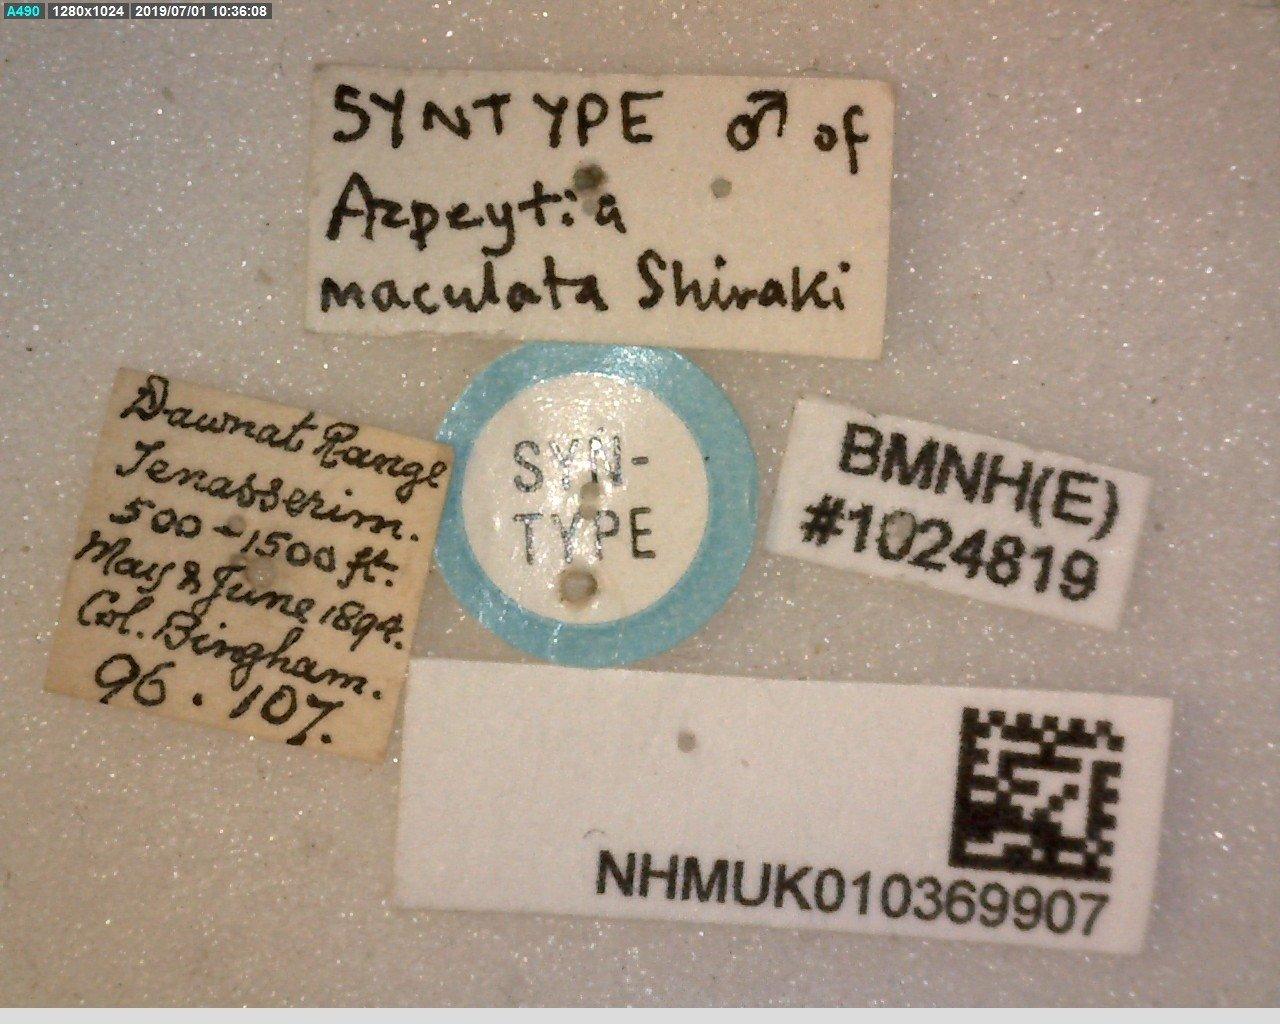 A490 1280x1024 2019/07/01 10:36:08
SYNTYPE ♂ of
Azpeytia
maculata Shiraki
Dawnat Range
Tenasserim.
500-1500 ft.
May & June 1894.
Col. Bingham.
96.107.
SYN-
TYPE
BMNH(E)
#1024819
NHMUK010369907